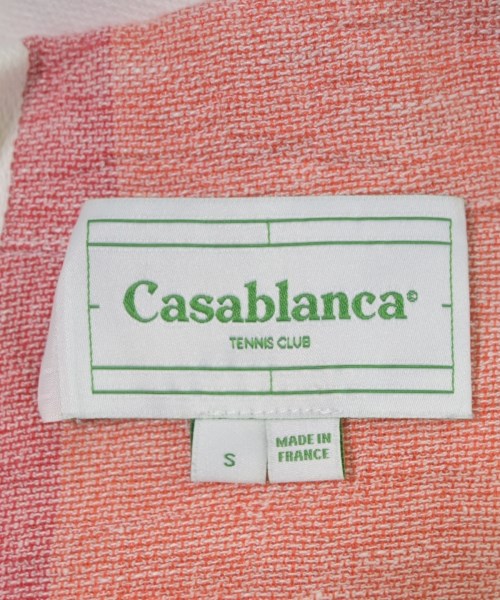 Casablanca©
TENNIS CLUB
S
MADE IN
FRANCE